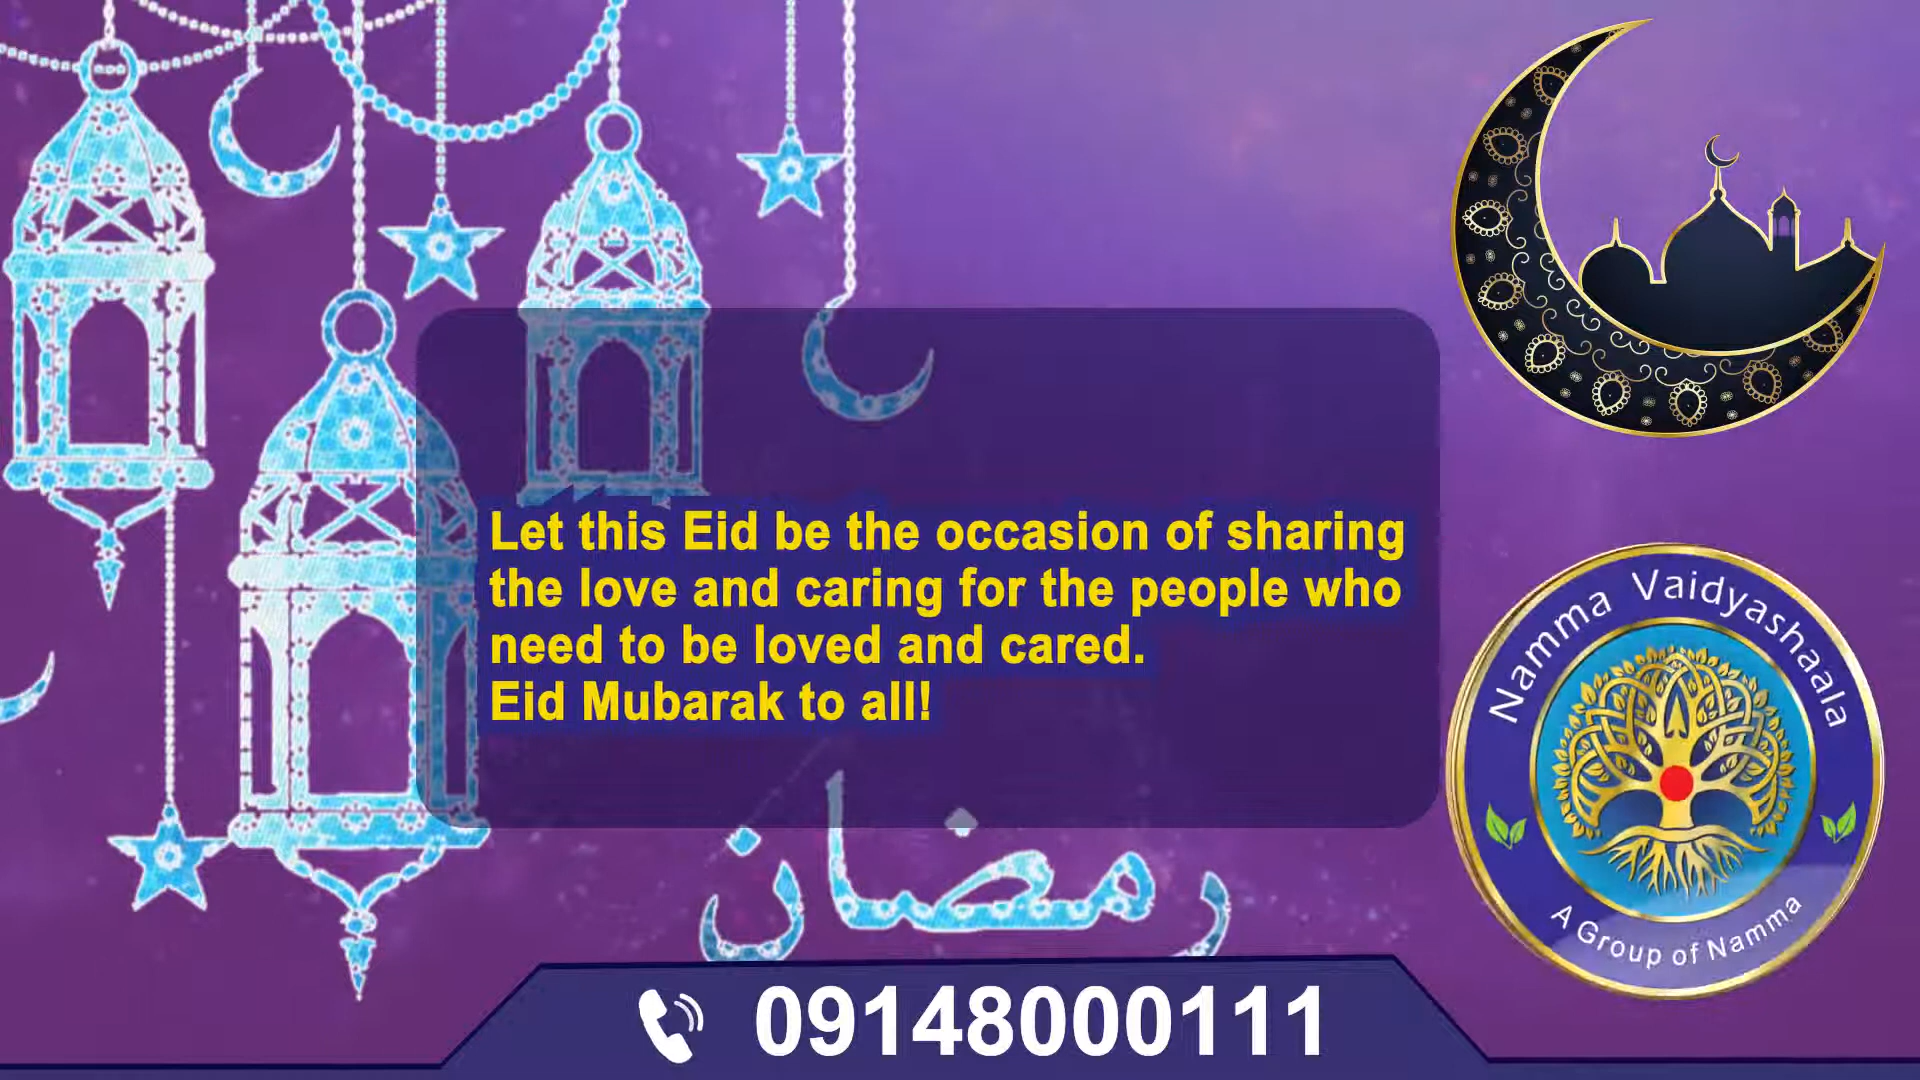 Let this Eid be the occasion of sharing
the love and caring for the people who
need to be loved and cared.
Eid Mubarak to all!
Namma Vaidyashaala
A Group of Namma
رمضان
09148000111